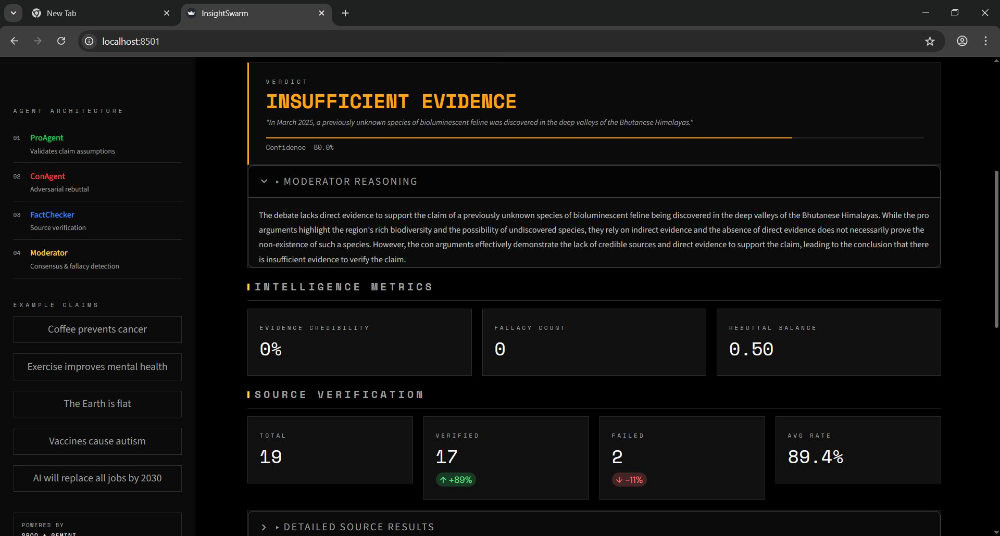 New Tab
InsightSwarm
localhost:8501
AGENT ARCHITECTURE
01 ProAgent
Validates claim assumptions
02 ConAgent
Adversarial rebuttal
03 FactChecker
Source verification
04 Moderator
Consensus & fallacy detection
EXAMPLE CLAIMS
Coffee prevents cancer
Exercise improves mental health
The Earth is flat
Vaccines cause autism
AI will replace all jobs by 2030
POWERED BY
GROQ + GEMINI
VERDICT
INSUFFICIENT EVIDENCE
"In March 2025, a previously unknown species of bioluminescent feline was discovered in the deep valleys of the Bhutanese Himalayas."
Confidence 80.0%
▸ MODERATOR REASONING
The debate lacks direct evidence to support the claim of a previously unknown species of bioluminescent feline being discovered in the deep valleys of the Bhutanese Himalayas. While the pro
arguments highlight the region's rich biodiversity and the possibility of undiscovered species, they rely on indirect evidence and the absence of direct evidence does not necessarily prove the
non-existence of such a species. However, the con arguments effectively demonstrate the lack of credible sources and direct evidence to support the claim, leading to the conclusion that there
is insufficient evidence to verify the claim.
INTELLIGENCE METRICS
EVIDENCE CREDIBILITY
0%
FALLACY COUNT
0
REBUTTAL BALANCE
0.50
SOURCE VERIFICATION
TOTAL
19
VERIFIED
17
↑ +89%
FAILED
2
↓ -11%
AVG RATE
89.4%
▸ DETAILED SOURCE RESULTS